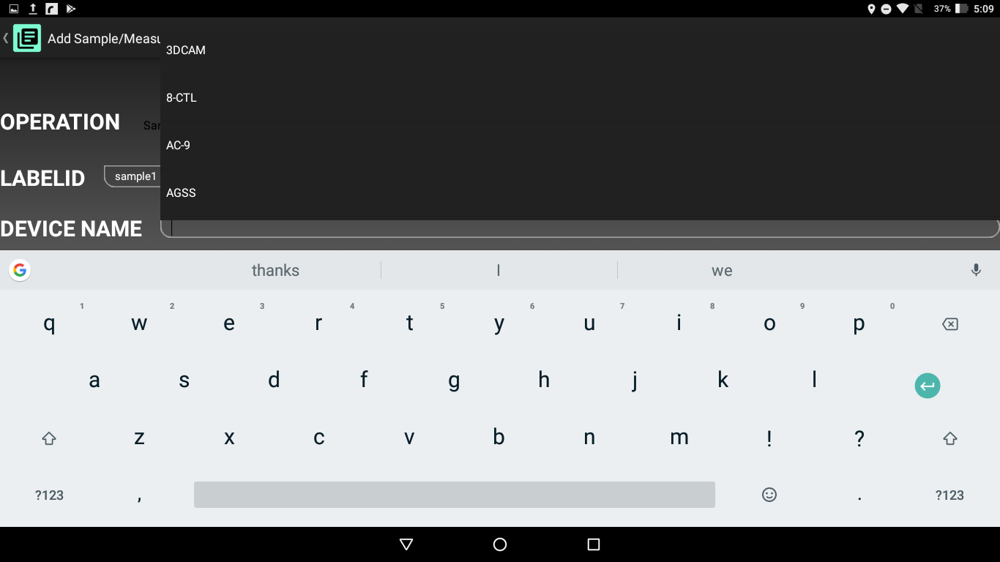 37% 5:09
Add Sample/Measu
3DCAM
8-CTL
AC-9
AGSS
OPERATION Sar
LABELID sample1
DEVICE NAME
G thanks I we
1 2 3 4 5 6 7 8 9 0
q w e r t y u i o p
a s d f g h j k l
z x c v b n m ! ?
?123 , . ?123